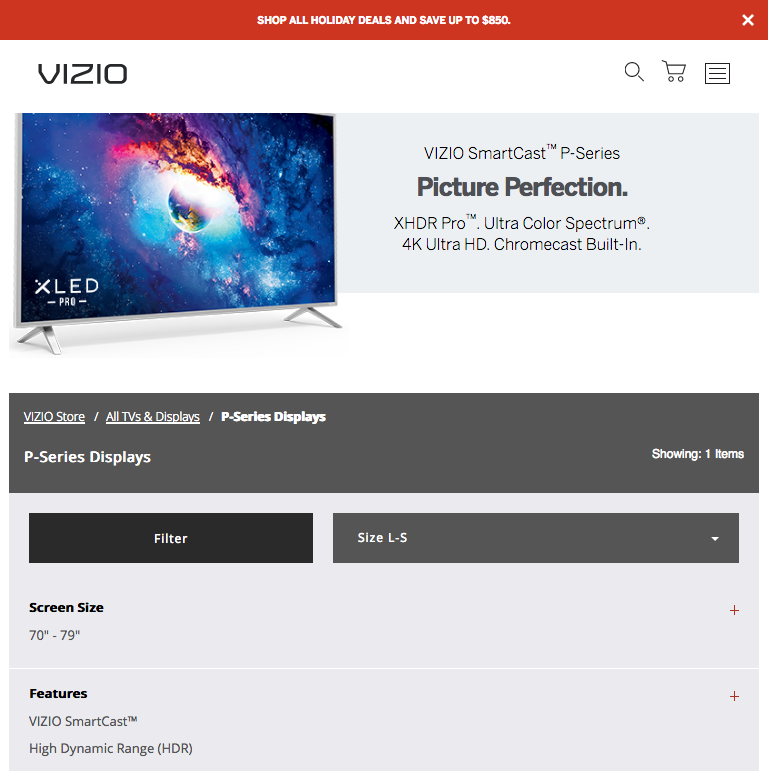 SHOP ALL HOLIDAY DEALS AND SAVE UP TO $850.
VIZIO
VIZIO SmartCast™ P-Series
Picture Perfection.
XHDR Pro™. Ultra Color Spectrum®.
4K Ultra HD. Chromecast Built-In.
XLED
PRO
VIZIO Store / All TVs & Displays / P-Series Displays
P-Series Displays
Showing: 1 Items
Filter
Size L-S
Screen Size
70" - 79"
Features
VIZIO SmartCast™
High Dynamic Range (HDR)